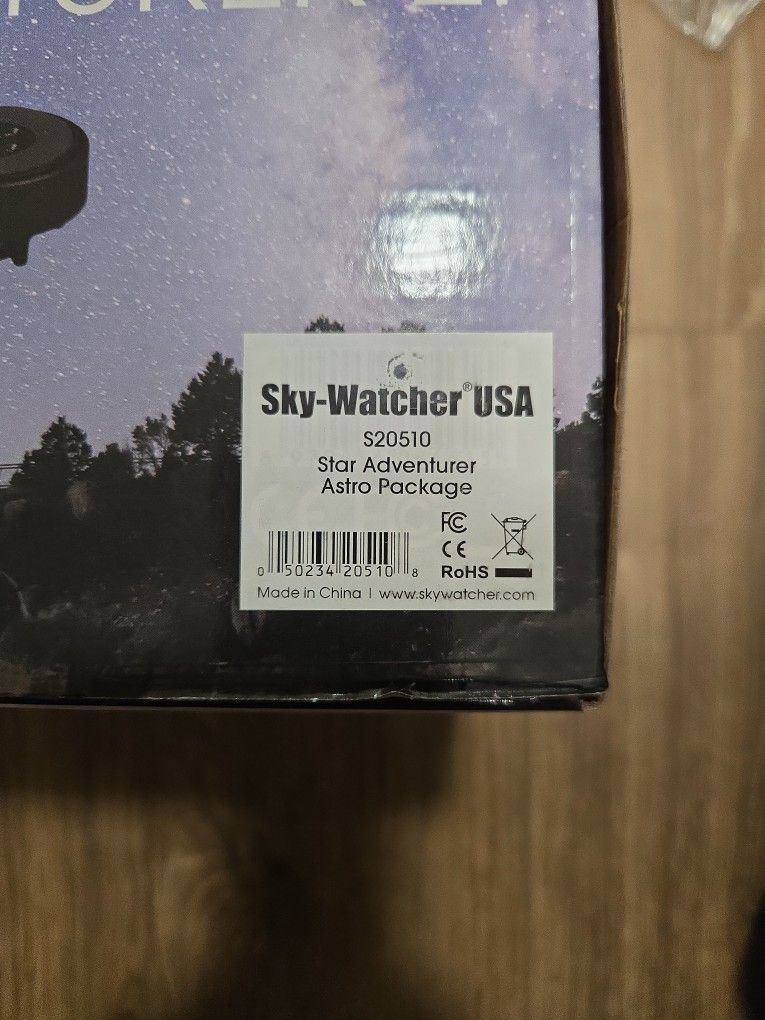 Sky-Watcher® USA
S20510
Star Adventurer
Astro Package
FC
CE
0 50234 20510 8
RoHS
Made in China | www.skywatcher.com